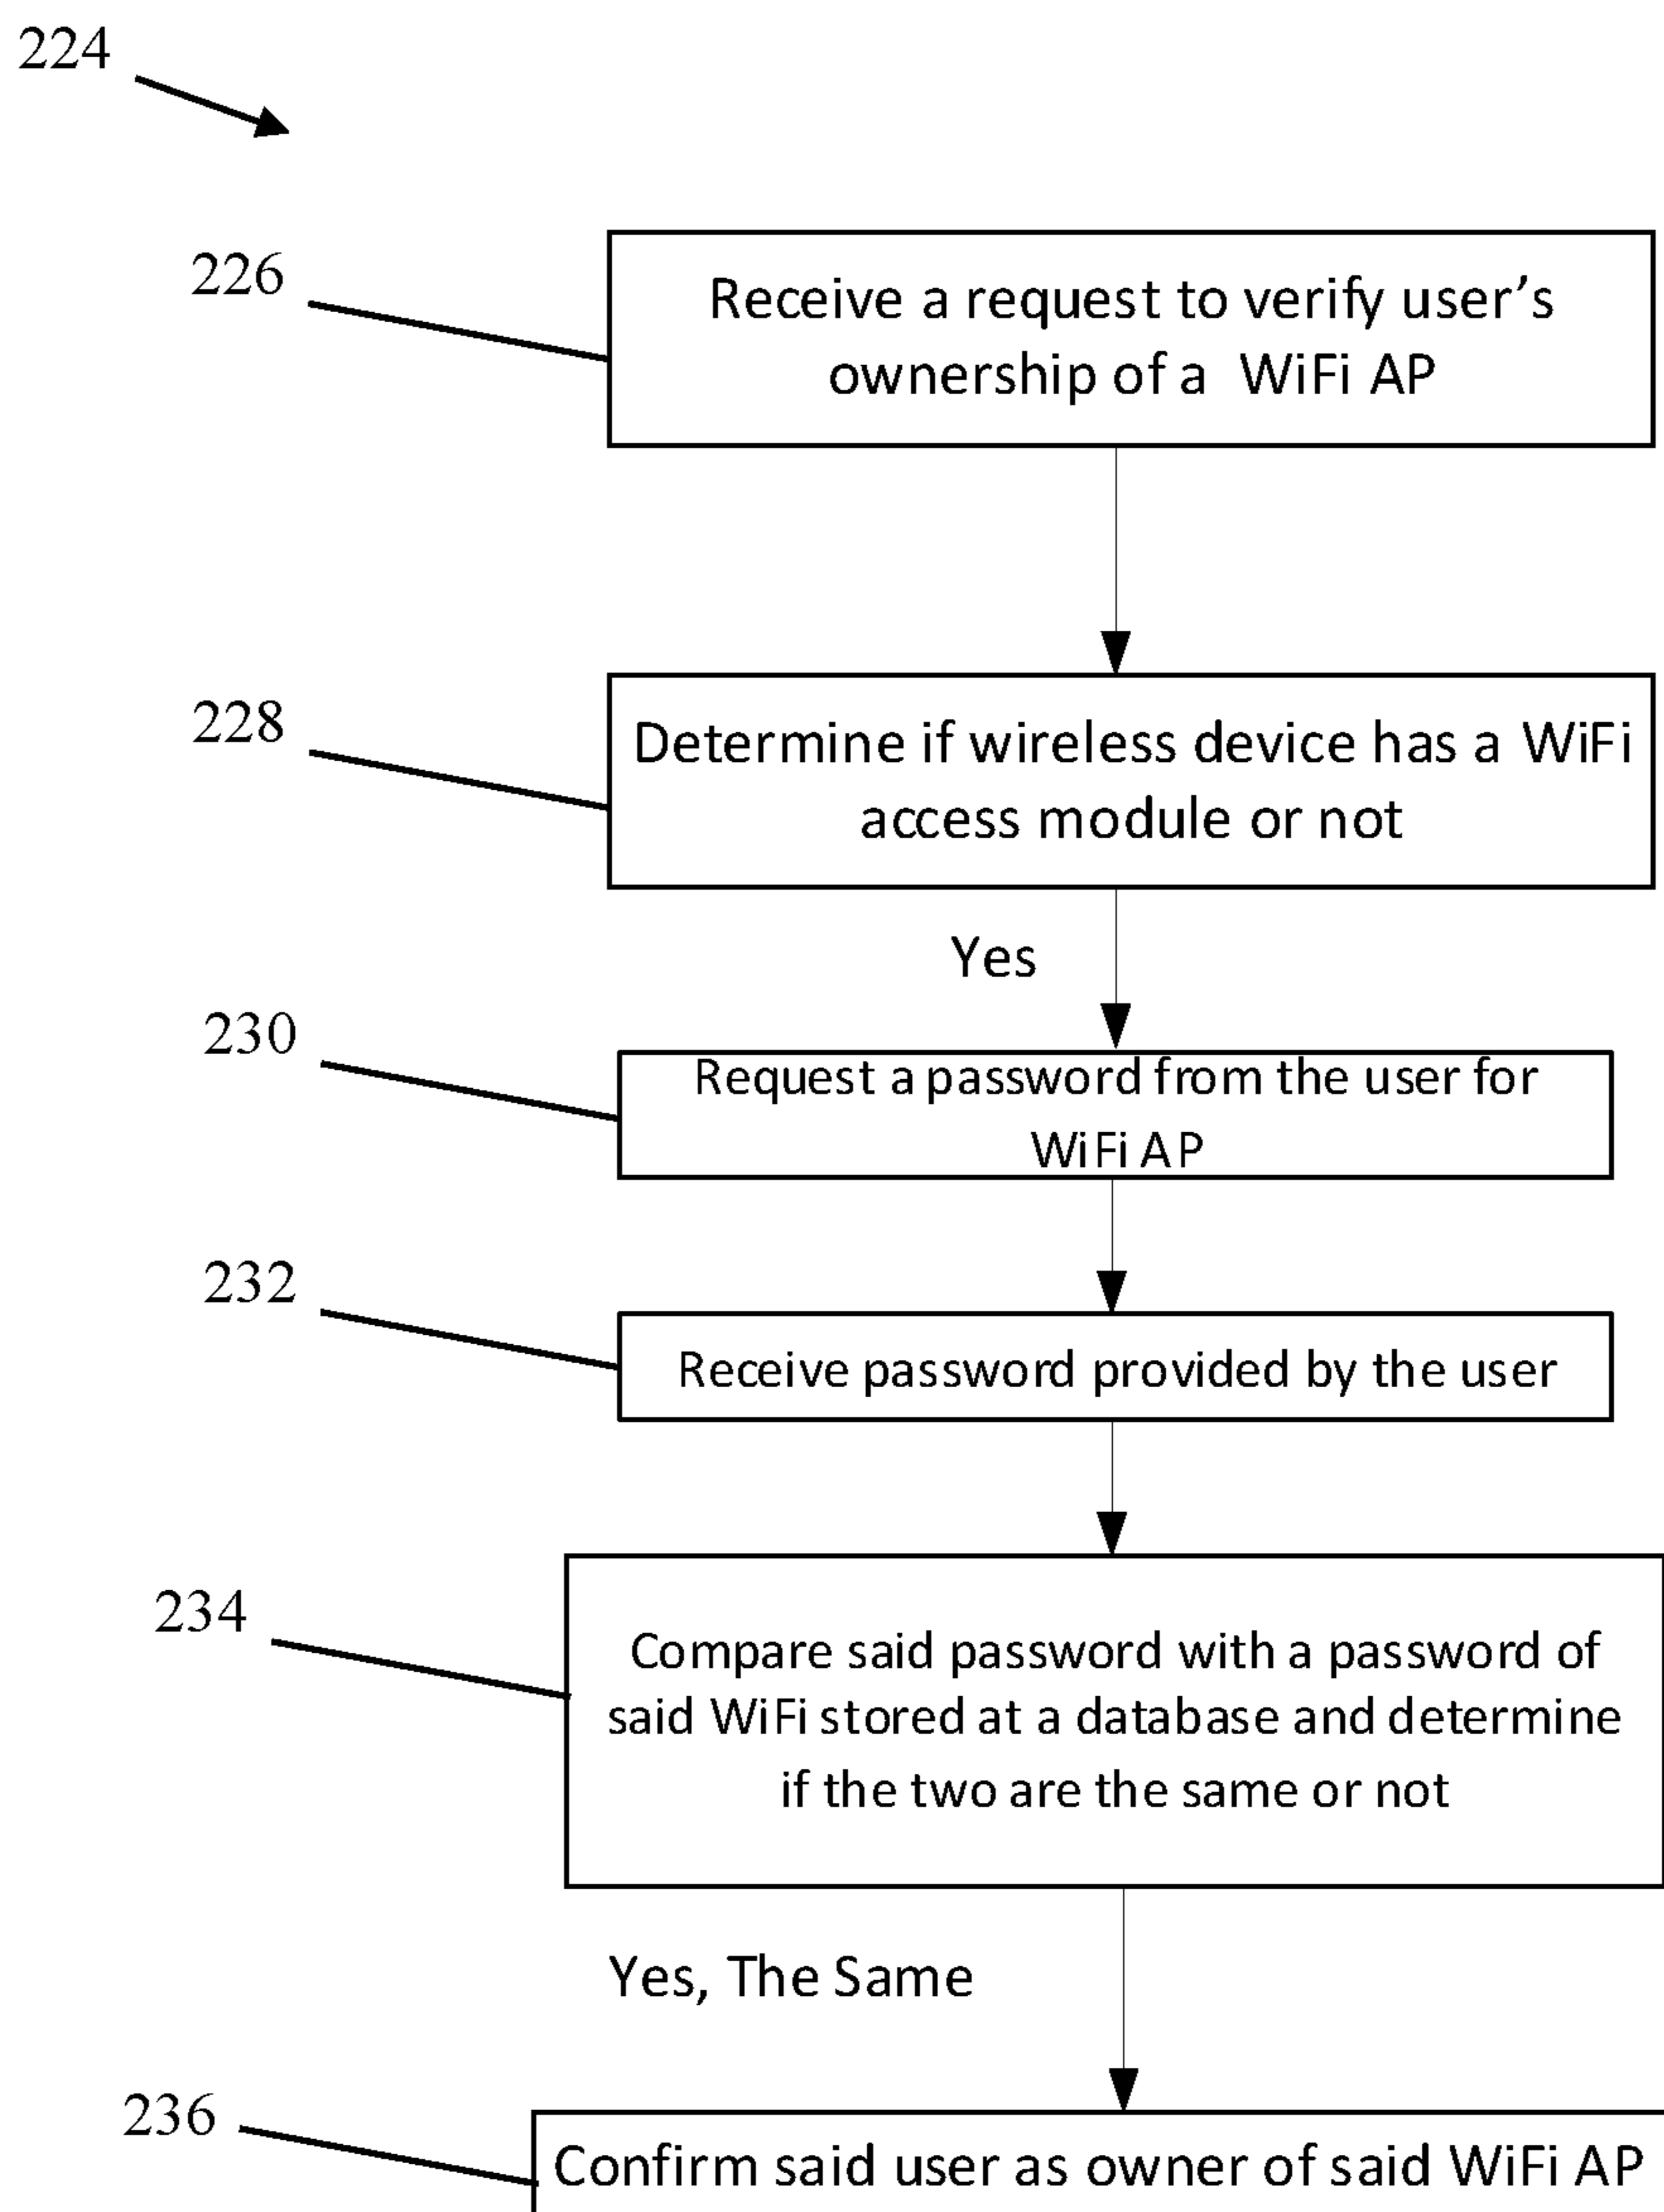 224
226
Receive a request to verify user’s
ownership of a WiFi AP
228
Determine if wireless device has a WiFi
access module or not
Yes
230
Request a password from the user for
WiFi AP
232
Receive password provided by the user
234
Compare said password with a password of
said WiFi stored at a database and determine
if the two are the same or not
Yes, The Same
236
Confirm said user as owner of said WiFi AP